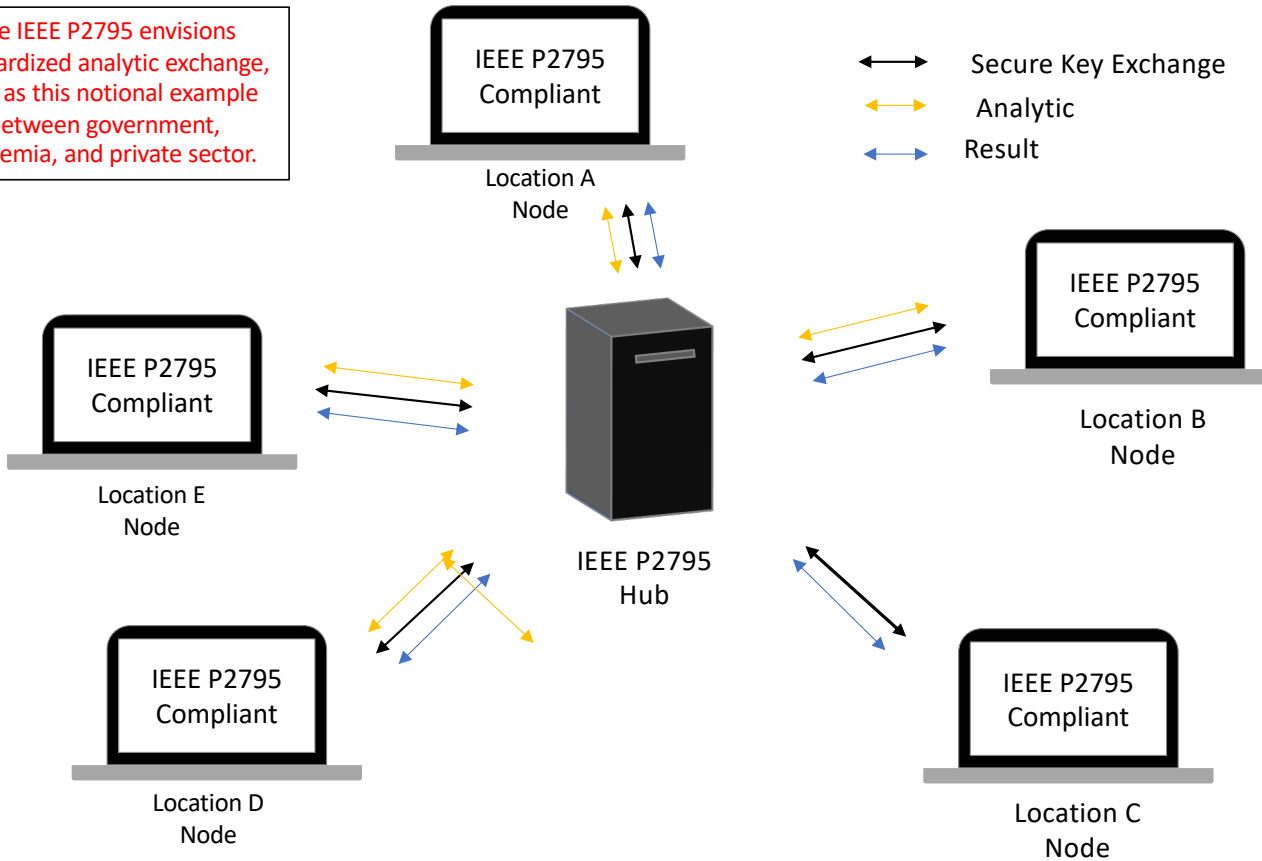 e IEEE P2795 envisions
ardized analytic exchange,
as this notional example
etween government,
emia, and private sector.
IEEE P2795
Compliant
Location A
Node
Secure Key Exchange
Analytic
Result
IEEE P2795
Compliant
Location B
Node
IEEE P2795
Compliant
Location E
Node
IEEE P2795
Hub
IEEE P2795
Compliant
Location D
Node
IEEE P2795
Compliant
Location C
Node